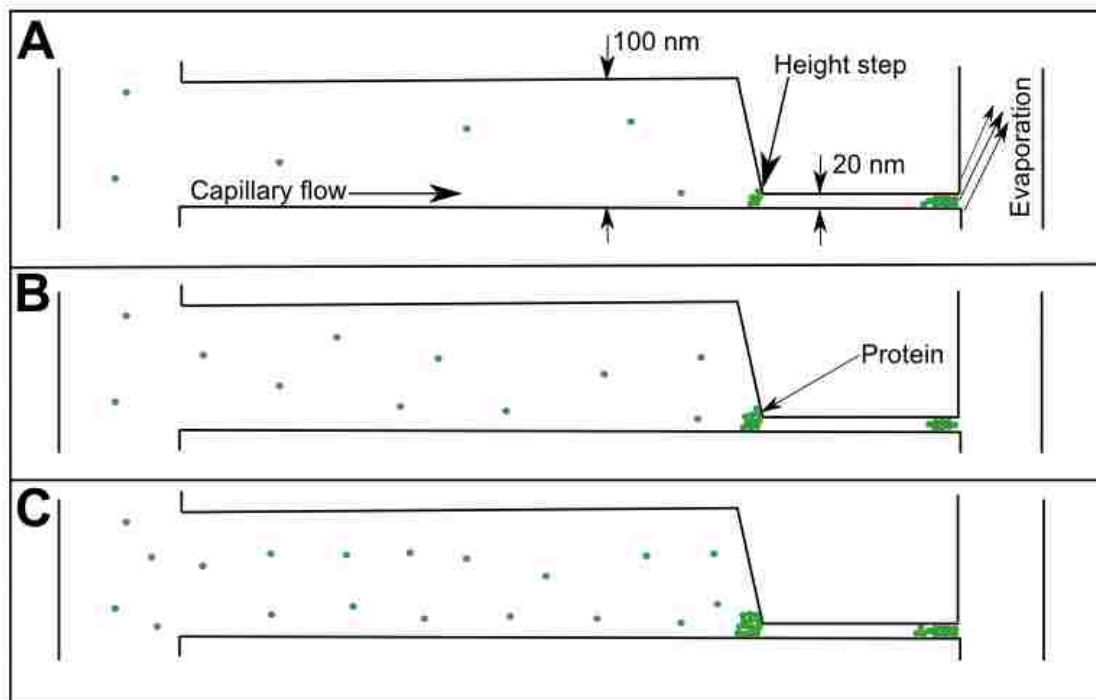 A
100 nm
Height step
20 nm
Capillary flow
Evaporation
B
Protein
C